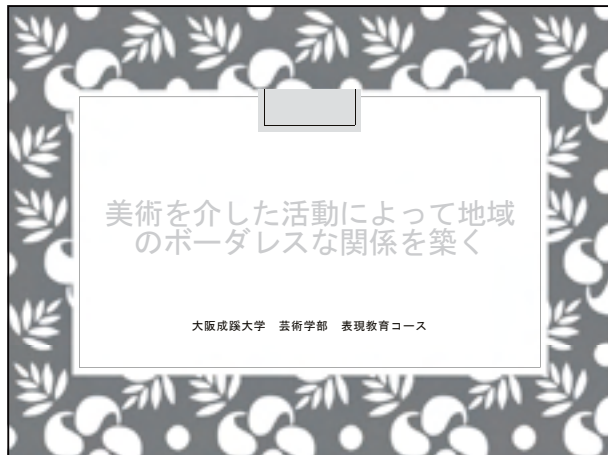 美術を介した活動によって地域
のボーダレスな関係を築く
大阪成蹊大学　芸術学部　表現教育コース